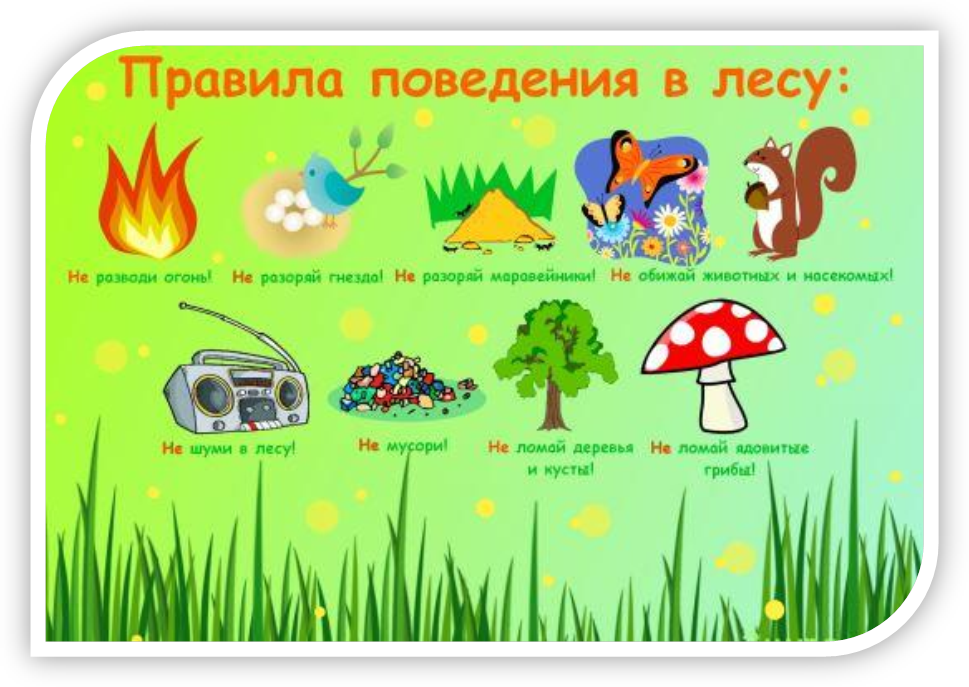 Правила поведения в лесу:
Не разводи огонь! Не разоряй гнезда! Не разоряй маравейники! Не обижай животных и насекомых!
Не шуми в лесу! Не мусори! Не ломай деревья и кусты! Не ломай ядовитые грибы!